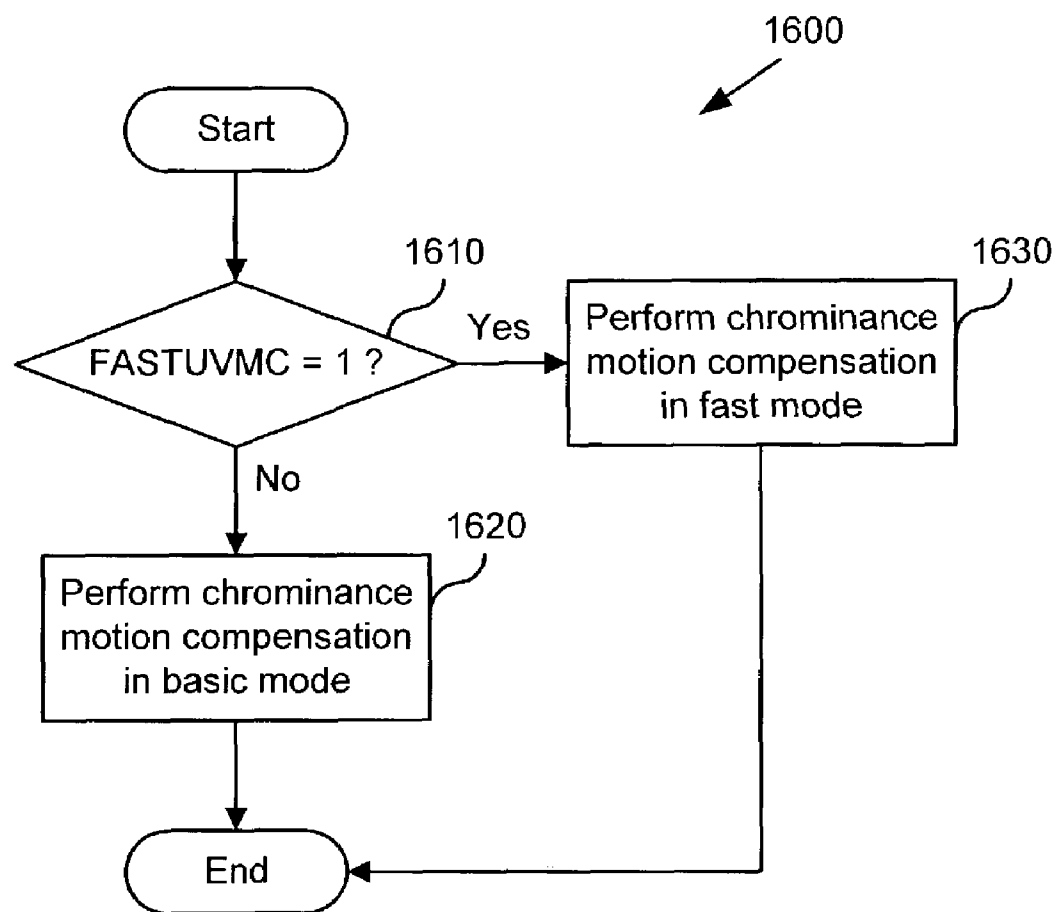 1600
Start
1610
FASTUVMC = 1 ?
Yes
1630
Perform chrominance
motion compensation
in fast mode
No
1620
Perform chrominance
motion compensation
in basic mode
End